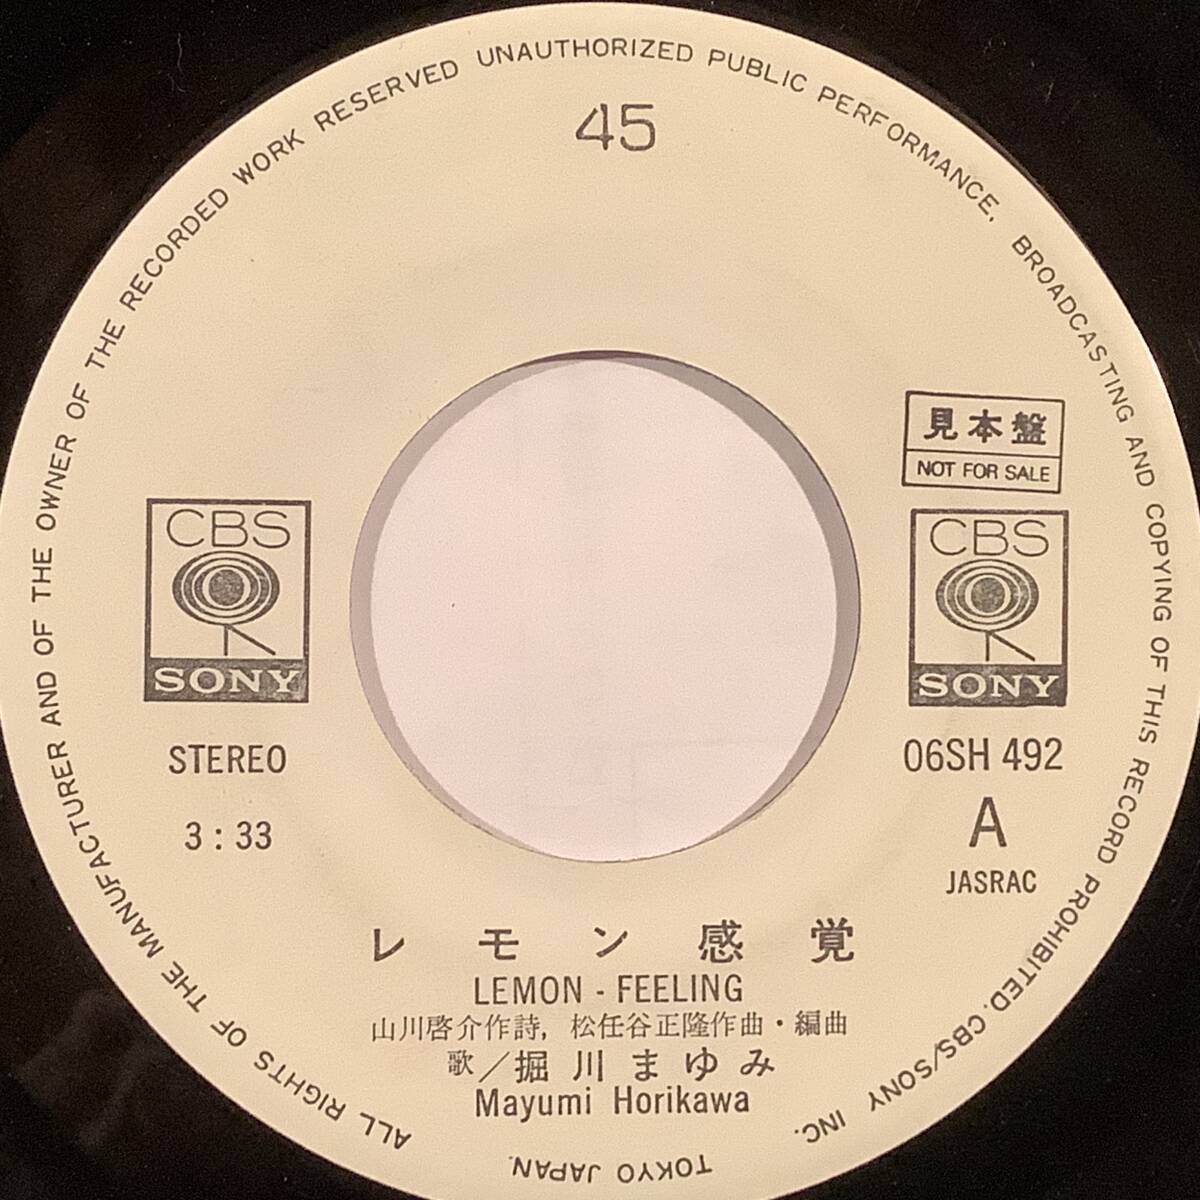 ALL RIGHTS OF THE MANUFACTURER AND OF THE OWNER OF THE RECORDED WORK RESERVED UNAUTHORIZED PUBLIC PERFORMANCE, BROADCASTING AND COPYING OF THIS RECORD PROHIBITED. CBS/SONY INC. TOKYO JAPAN.
45
見本盤
NOT FOR SALE
CBS
SONY
CBS
SONY
STEREO
3:33
06SH 492
A
JASRAC
レモン感覚
LEMON - FEELING
山川啓介作詩, 松任谷正隆作曲・編曲
歌／堀川まゆみ
Mayumi Horikawa